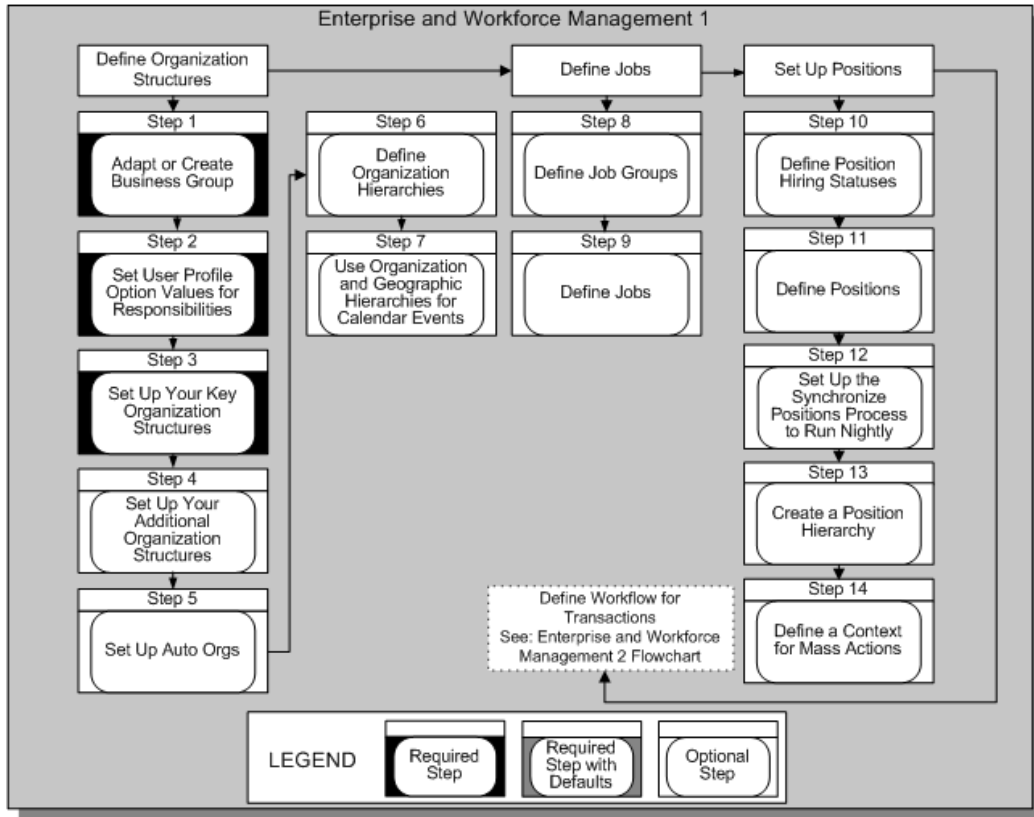 Enterprise and Workforce Management 1
Define Organization
Structures
Define Jobs
Set Up Positions
Step 1
Adapt or Create
Business Group
Step 2
Set User Profile
Option Values for
Responsibilities
Step 3
Set Up Your Key
Organization
Structures
Step 4
Set Up Your
Additional
Organization
Structures
Step 5
Set Up Auto Orgs
Step 6
Define
Organization
Hierarchies
Step 7
Use Organization
and Geographic
Hierarchies for
Calendar Events
Step 8
Define Job Groups
Step 9
Define Jobs
Step 10
Define Position
Hiring Statuses
Step 11
Define Positions
Step 12
Set Up the
Synchronize
Positions Process
to Run Nightly
Step 13
Create a Position
Hierarchy
Step 14
Define a Context
for Mass Actions
Define Workflow for
Transactions
See: Enterprise and Workforce
Management 2 Flowchart
LEGEND
Required
Step
Required
Step with
Defaults
Optional
Step